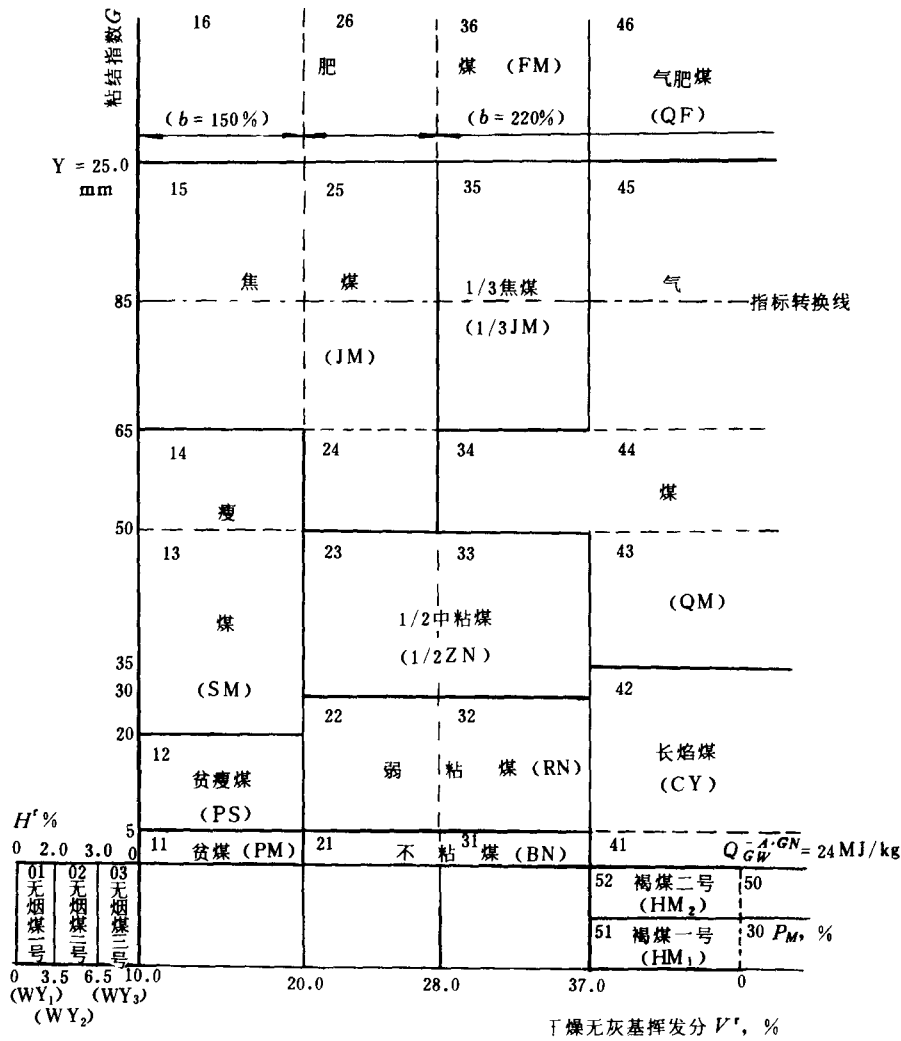 粘结指数G
16
26
36
46
肥
煤 (FM)
气肥煤
(QF)
(b=150%)
(b=220%)
Y=25.0
mm
15
25
35
45
焦
煤
1/3焦煤
气
85
指标转换线
(JM)
(1/3JM)
65
14
24
34
44
瘦
煤
50
13
23
33
43
煤
1/2中粘煤
(QM)
(1/2ZN)
35
30
(SM)
22
32
42
20
12
弱 粘 煤 (RN)
长焰煤
贫瘦煤
(CY)
(PS)
5
H^r %
0 2.0 3.0 0
11
贫煤 (PM)
21
不 粘 煤 (BN)
31
41
Q_{GW}^{-A·GN}=24MJ/kg
01
无烟煤一号
02
无烟煤二号
03
无烟煤三号
52 褐煤二号
50
(HM₂)
51 褐煤一号
30 P_M, %
(HM₁)
0 3.5 6.5 10.0
20.0
28.0
37.0
0
(WY₁)
(WY₂)
(WY₃)
干燥无灰基挥发分 V^r, %